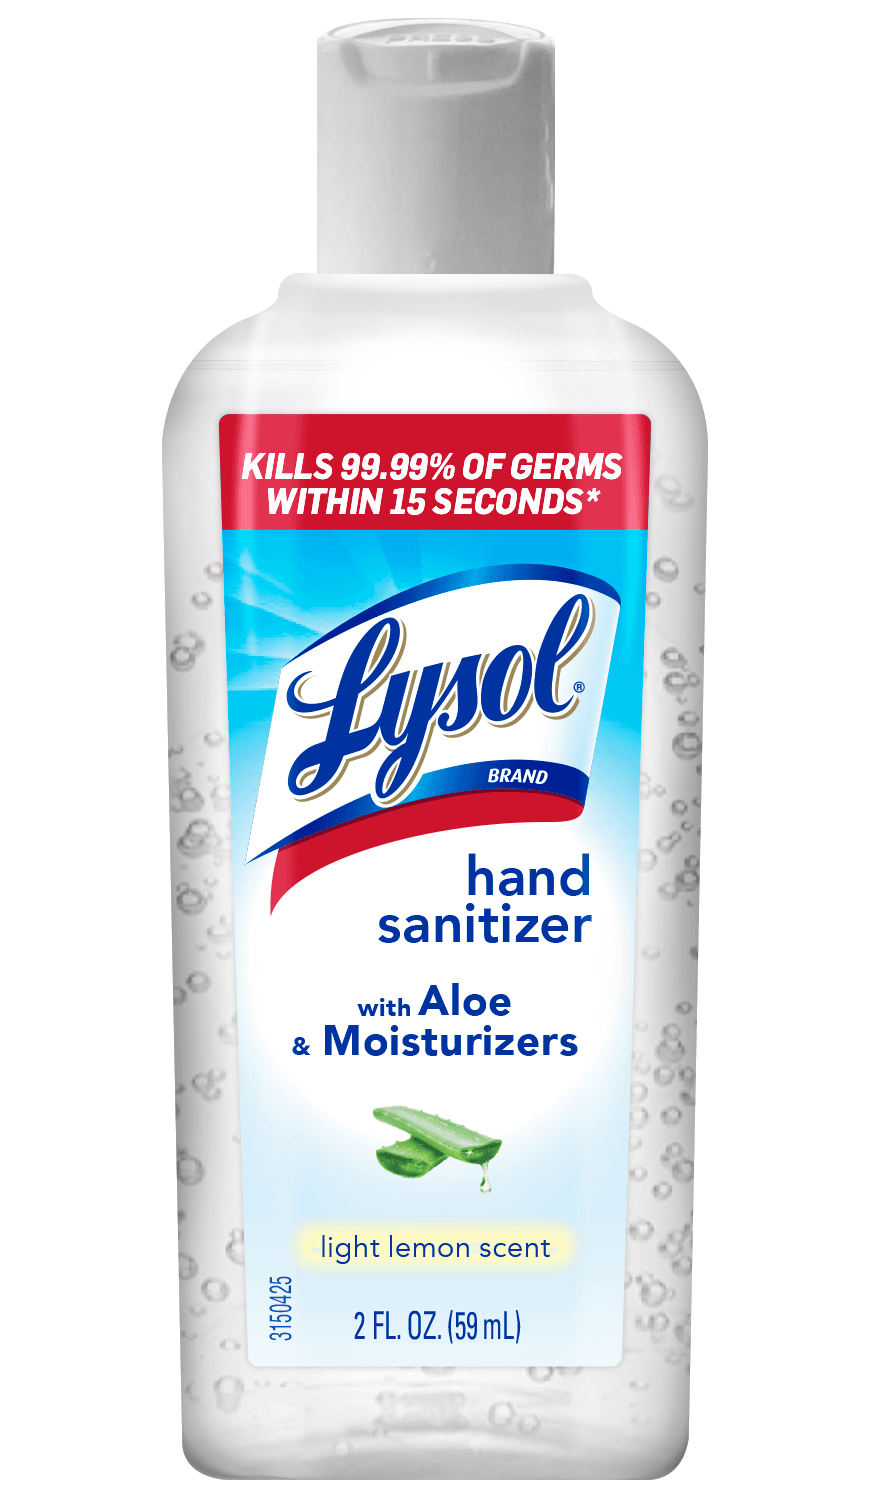 PRESS
KILLS 99.99% OF GERMS
WITHIN 15 SECONDS*
Lysol®
BRAND
hand
sanitizer
with Aloe
& Moisturizers
light lemon scent
3150425
2 FL. OZ. (59 mL)